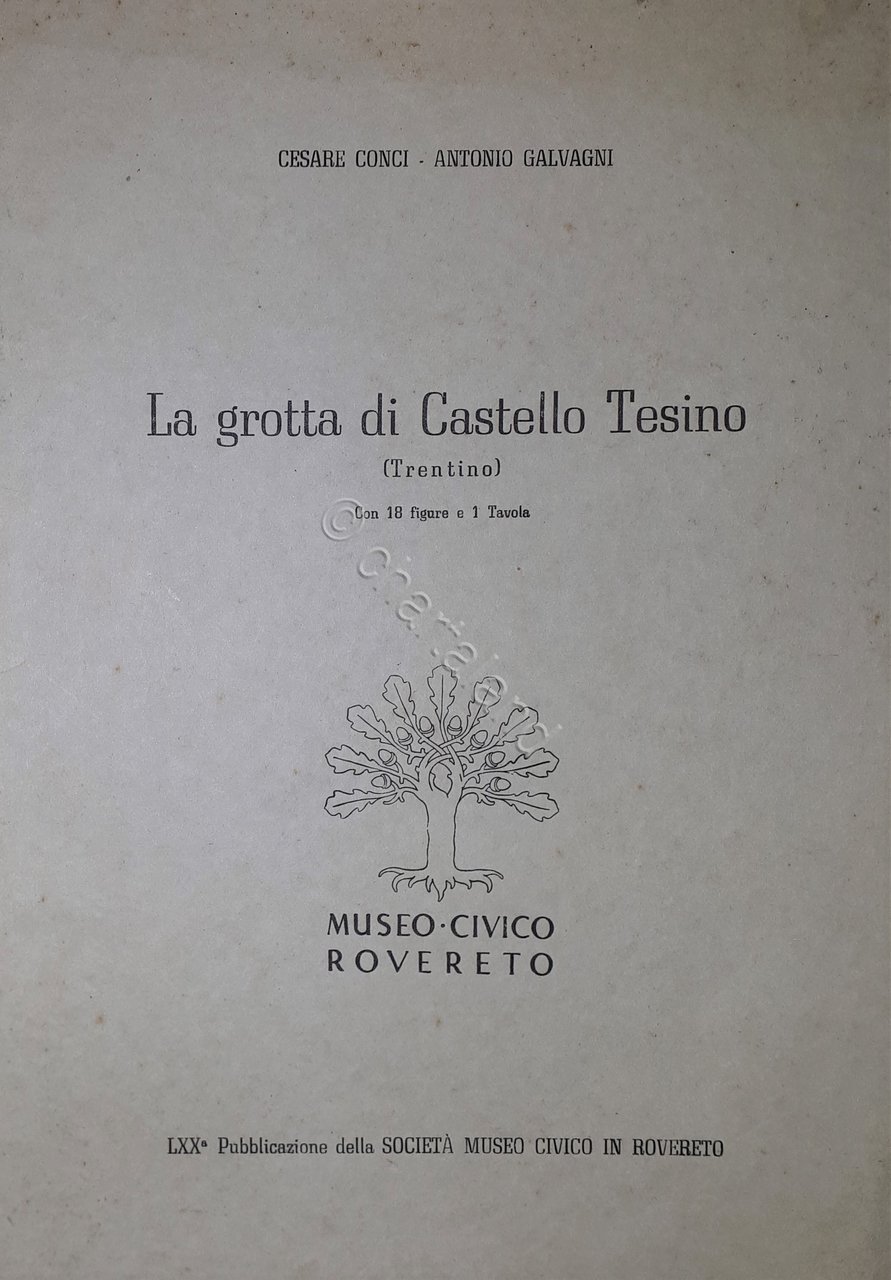 CESARE CONCI - ANTONIO GALVAGNI
La grotta di Castello Tesino
(Trentino)
Con 18 figure e 1 Tavola
MUSEO·CIVICO
ROVERETO
LXXª Pubblicazione della SOCIETÀ MUSEO CIVICO IN ROVERETO